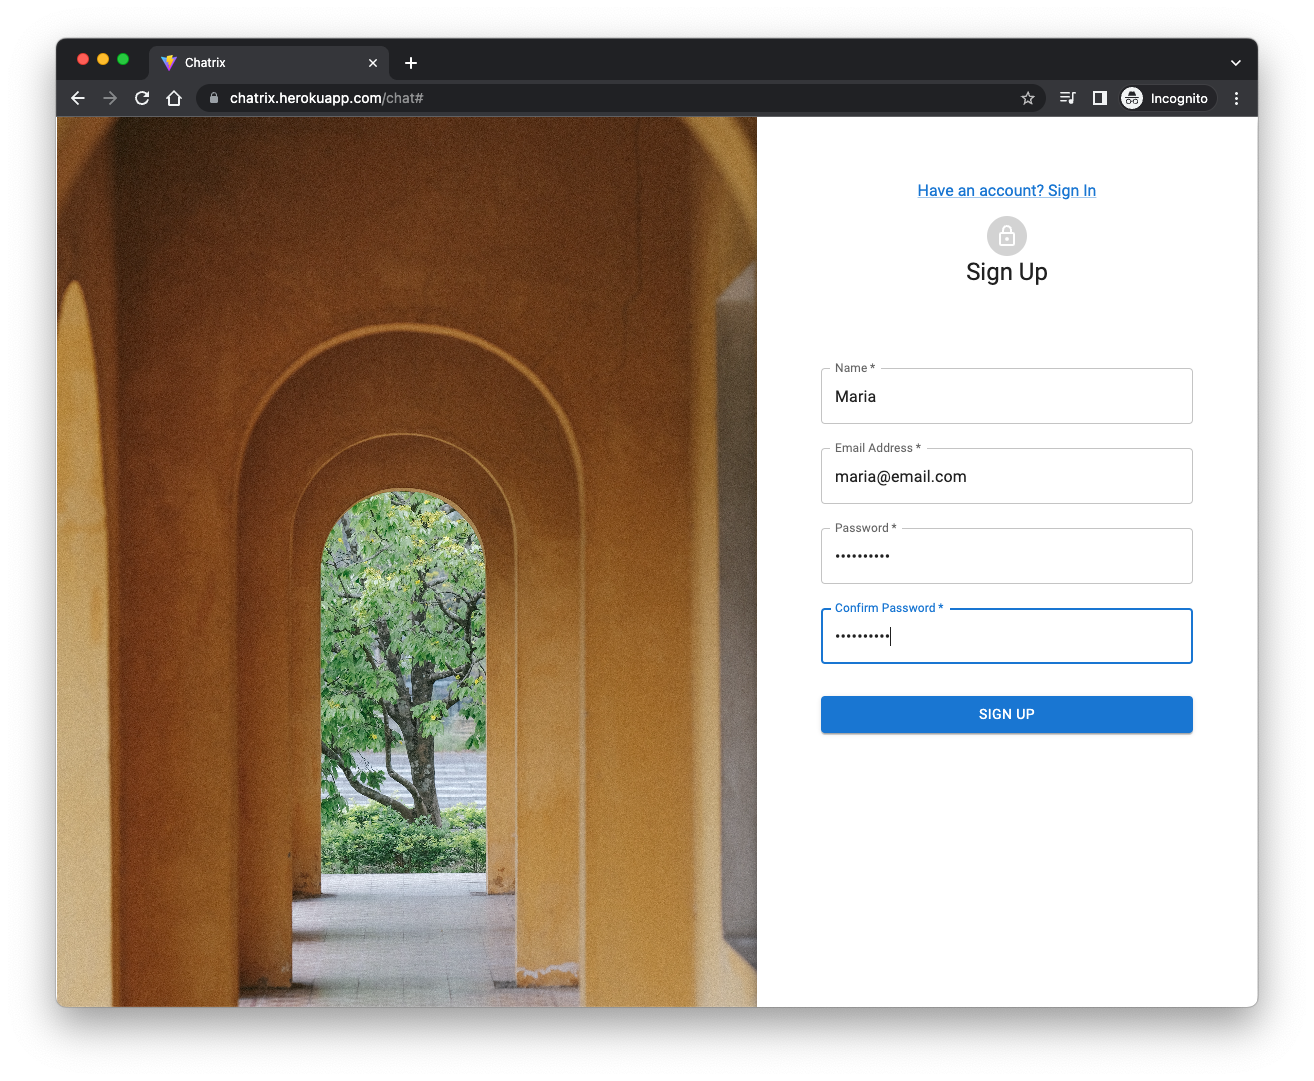 Chatrix
chatrix.herokuapp.com/chat#
Incognito
Have an account? Sign In
Sign Up
Name *
Maria
Email Address *
maria@email.com
Password *
••••••••••
Confirm Password *
••••••••••
SIGN UP